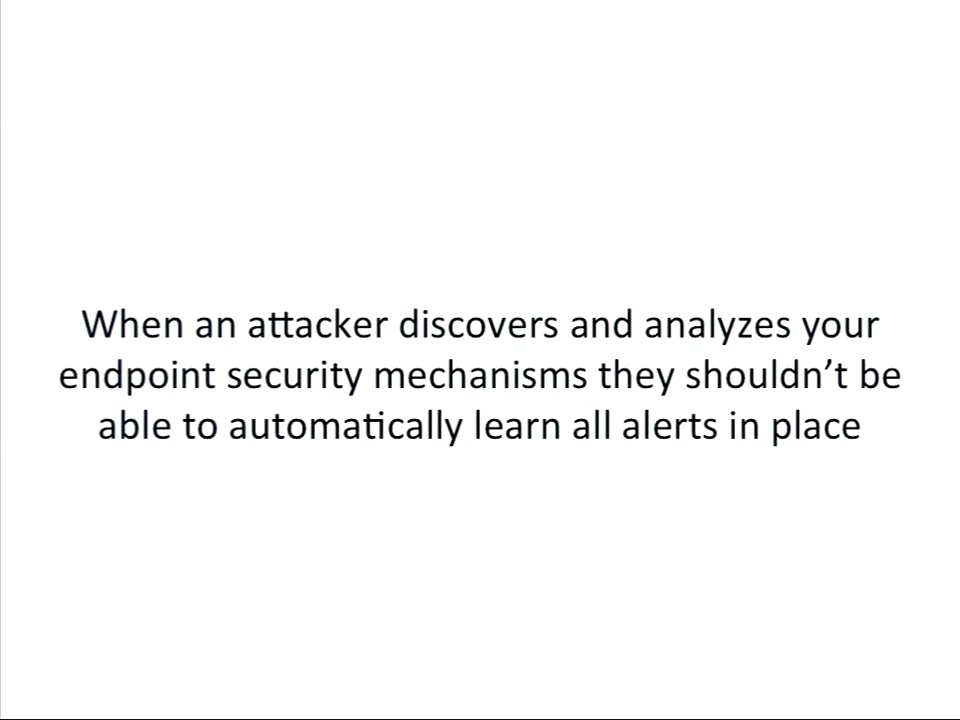 When an attacker discovers and analyzes your
endpoint security mechanisms they shouldn’t be
able to automatically learn all alerts in place